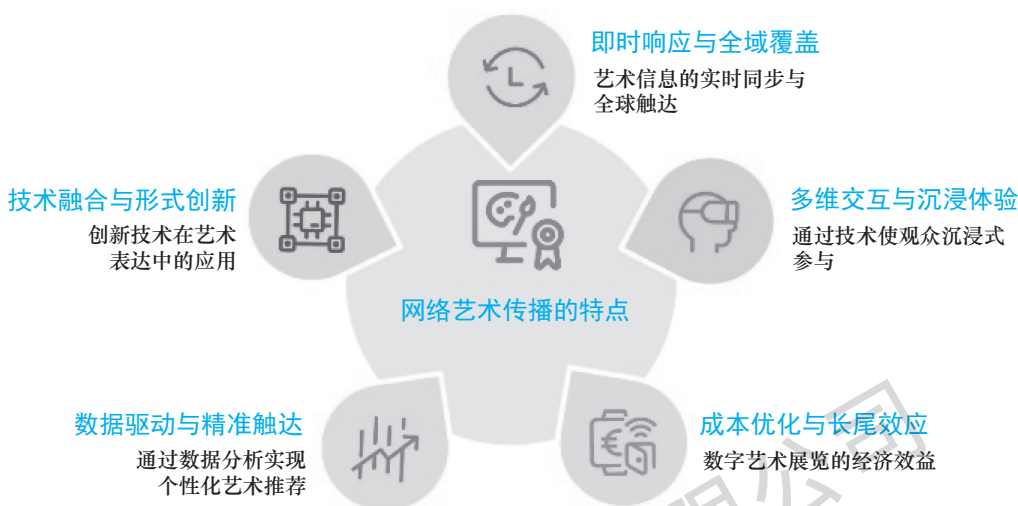 即时响应与全域覆盖
艺术信息的实时同步与
全球触达
技术融合与形式创新
创新技术在艺术
表达中的应用
多维交互与沉浸体验
通过技术使观众沉浸式
参与
网络艺术传播的特点
数据驱动与精准触达
通过数据分析实现
个性化艺术推荐
成本优化与长尾效应
数字艺术展览的经济效益
限公司